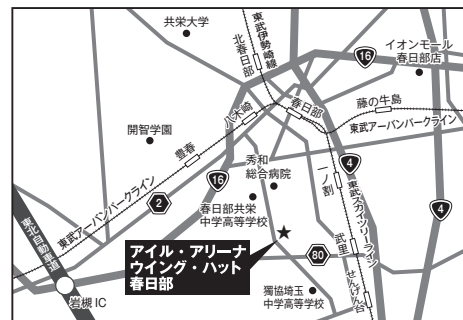 共栄大学
東武伊勢崎線
北春日部
16
イオンモール
春日部店
八木崎
春日部
藤の牛島
東武アーバンパークライン
開智学園
豊春
秀和
総合病院
一ノ割
4
16
東武スカイツリーライン
2
春日部共栄
中学高等学校
4
東武アーバンパークライン
東北自動車道
アイル・アリーナ
ウイング・ハット
春日部
武里
80
せんげん台
岩槻 IC
獨協埼玉
中学高等学校